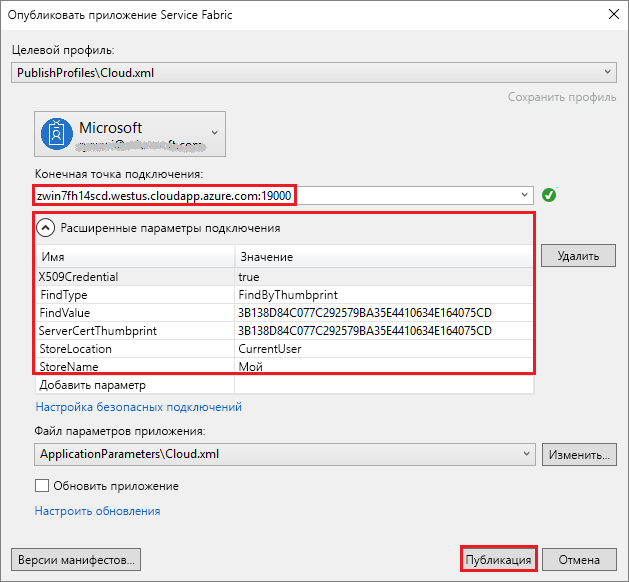 Опубликовать приложение Service Fabric
Целевой профиль:
PublishProfiles\Cloud.xml
Сохранить профиль
Microsoft
Конечная точка подключения:
zwin7fh14scd.westus.cloudapp.azure.com:19000
Расширенные параметры подключения
Имя Значение
X509Credential true
FindType FindByThumbprint
FindValue 3B138D84C077C292579BA35E4410634E164075CD
ServerCertThumbprint 3B138D84C077C292579BA35E4410634E164075CD
StoreLocation CurrentUser
StoreName Мой
Добавить параметр
Удалить
Настройка безопасных подключений
Файл параметров приложения:
ApplicationParameters\Cloud.xml
Изменить...
Обновить приложение
Настроить обновления
Версии манифестов... Публикация Отмена